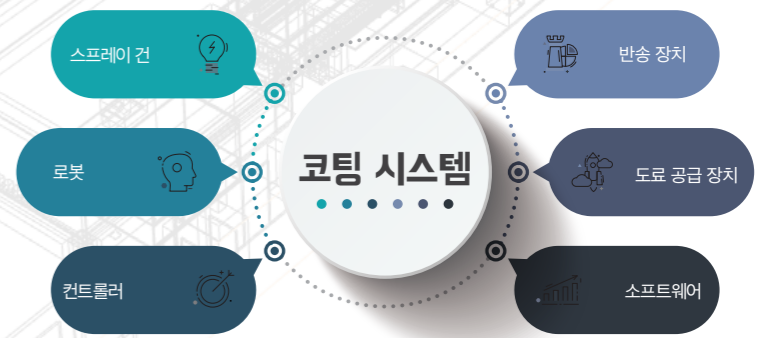 스프레이 건
반송 장치
로봇
코팅 시스템
도료 공급 장치
컨트롤러
소프트웨어